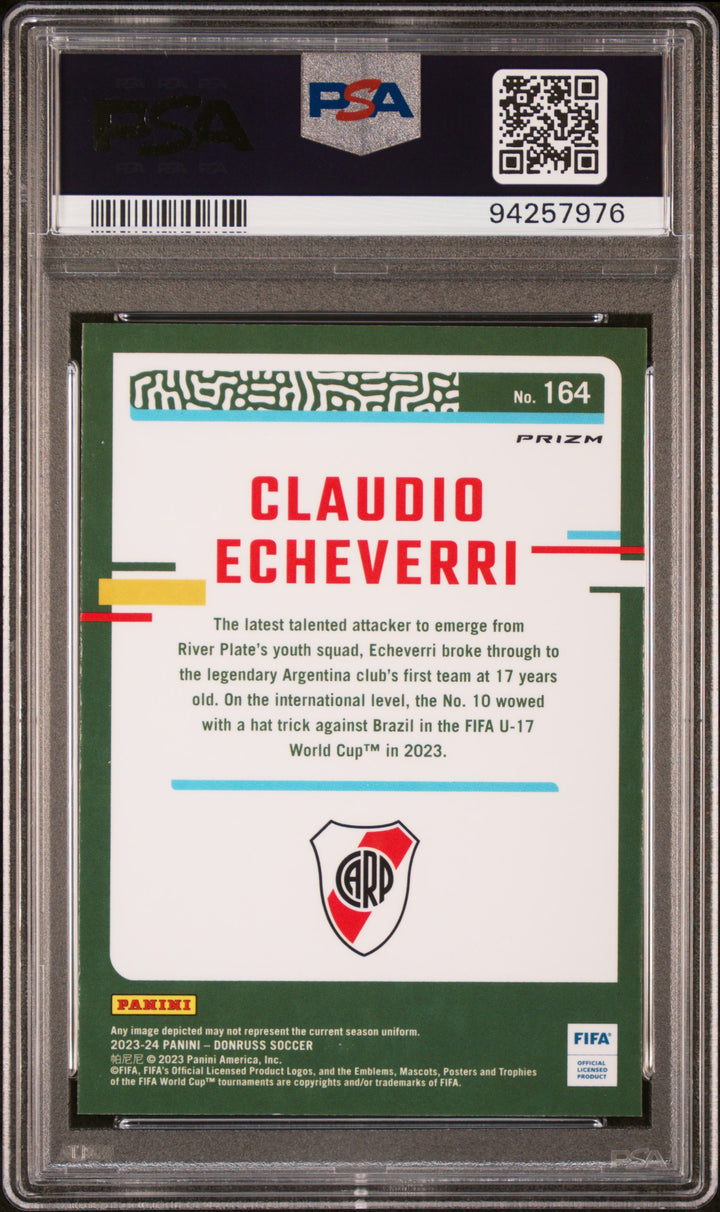 PSA
PSA
94257976
No. 164
PRIZM
CLAUDIO
ECHEVERRI
The latest talented attacker to emerge from
River Plate's youth squad, Echeverri broke through to
the legendary Argentina club's first team at 17 years
old. On the international level, the No. 10 wowed
with a hat trick against Brazil in the FIFA U-17
World Cup™ in 2023.
CARP
PANINI
Any image depicted may not represent the current season uniform.
2023-24 PANINI – DONRUSS SOCCER
帕尼尼 © 2023 Panini America, Inc.
©FIFA, FIFA's Official Licensed Product Logos, and the Emblems, Mascots, Posters and Trophies
of the FIFA World Cup™ tournaments are copyrights and/or trademarks of FIFA.
FIFA®
OFFICIAL
LICENSED
PRODUCT
PSA